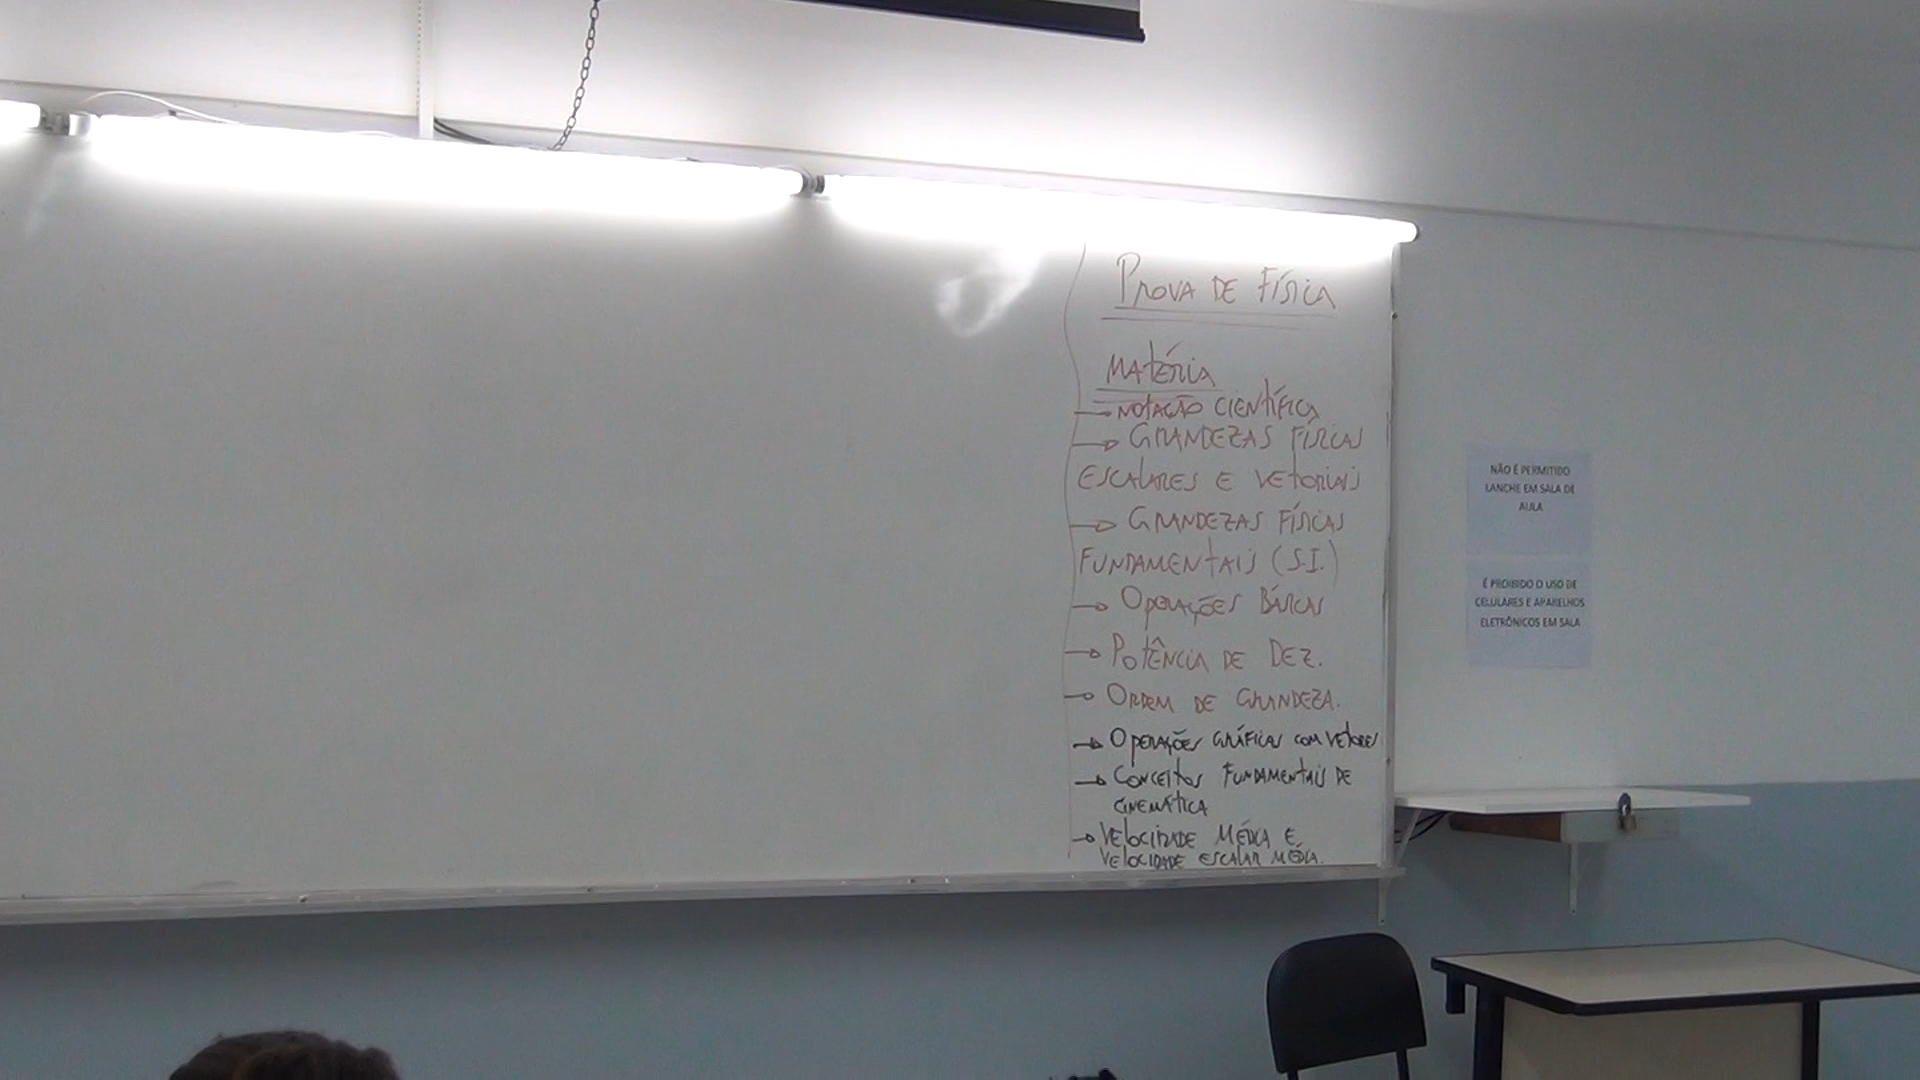 PROVA DE FÍSICA
MATÉRIA
→ NOTAÇÃO CIENTÍFICA
→ GRANDEZAS FÍSICAS
ESCALARES E VETORIAIS
→ GRANDEZAS FÍSICAS
FUNDAMENTAIS (S.I.)
→ OPERAÇÕES BÁSICAS
→ POTÊNCIA DE DEZ.
→ ORDEM DE GRANDEZA.
→ OPERAÇÕES GRÁFICAS COM VETORES
→ CONCEITOS FUNDAMENTAIS DE
CINEMÁTICA
→ VELOCIDADE MÉDIA E
VELOCIDADE ESCALAR MÉDIA.
NÃO É PERMITIDO
LANCHE EM SALA DE
AULA
É PROIBIDO O USO DE
CELULARES E APARELHOS
ELETRÔNICOS EM SALA